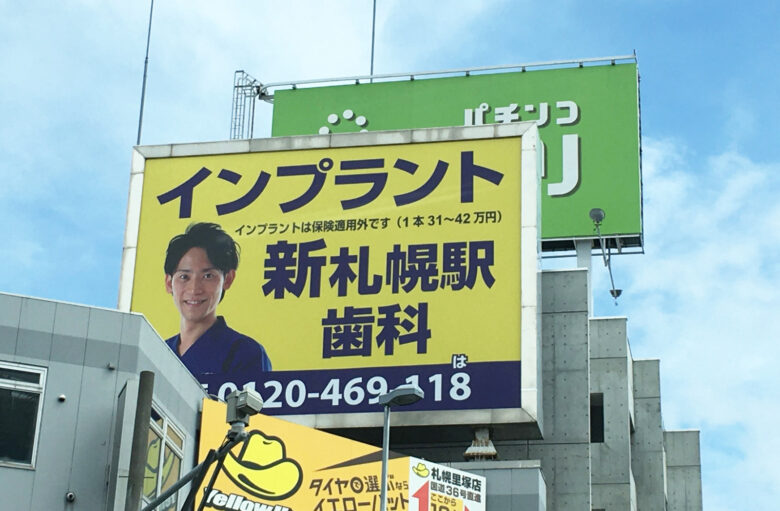 パチンコ
インプラント
インプラントは保険適用外です（1本31～42万円）
新札幌駅
歯科
は
0120-469-118
タイヤで選ぶなら
イエローハット
札幌里塚店
国道36号直進
ここから